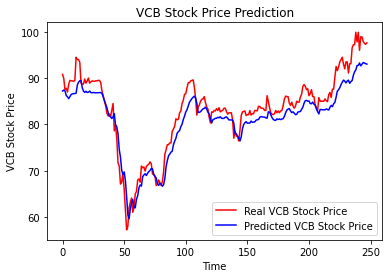 VCB Stock Price Prediction
100
90
80
70
60
VCB Stock Price
0 50 100 150 200 250
Time
Real VCB Stock Price
Predicted VCB Stock Price